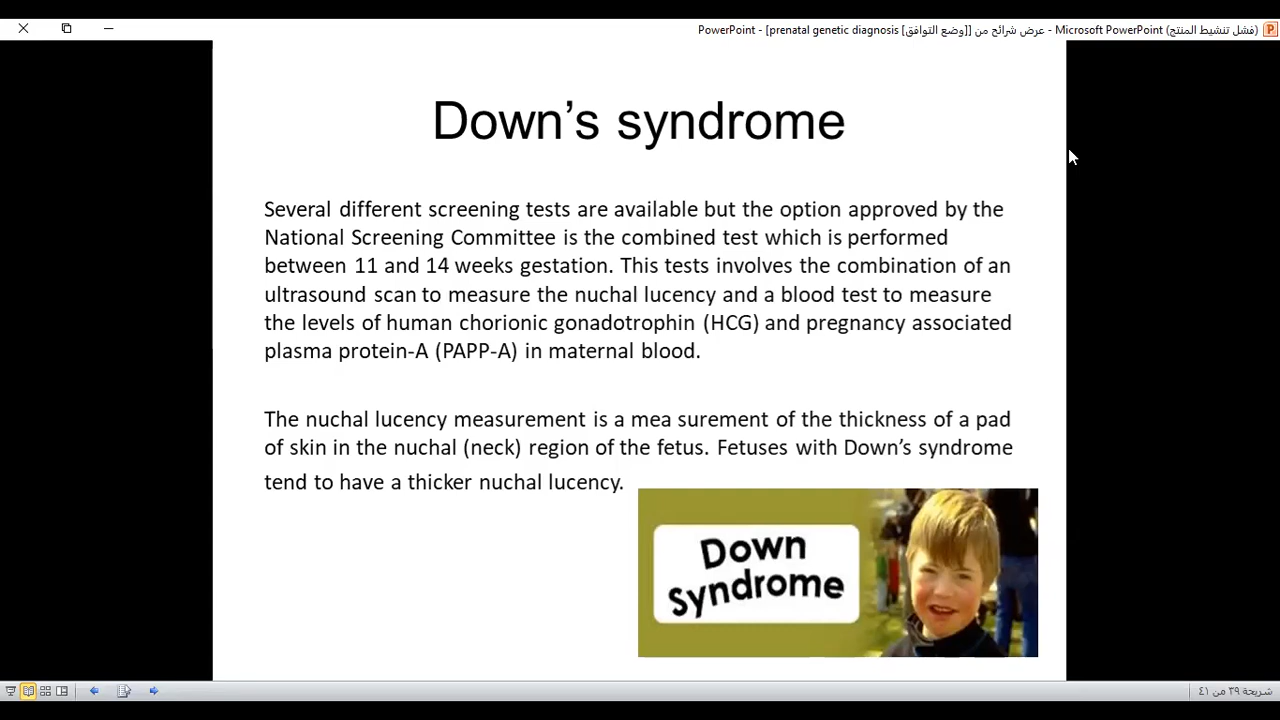 PowerPoint - [prenatal genetic diagnosis [وضع التوافق]] عرض شرائح من - Microsoft PowerPoint (فشل تنشيط المنتج)
Down’s syndrome
Several different screening tests are available but the option approved by the
National Screening Committee is the combined test which is performed
between 11 and 14 weeks gestation. This tests involves the combination of an
ultrasound scan to measure the nuchal lucency and a blood test to measure
the levels of human chorionic gonadotrophin (HCG) and pregnancy associated
plasma protein-A (PAPP-A) in maternal blood.
The nuchal lucency measurement is a mea surement of the thickness of a pad
of skin in the nuchal (neck) region of the fetus. Fetuses with Down’s syndrome
tend to have a thicker nuchal lucency.
Down
Syndrome
شريحة ٣٩ من ٤١